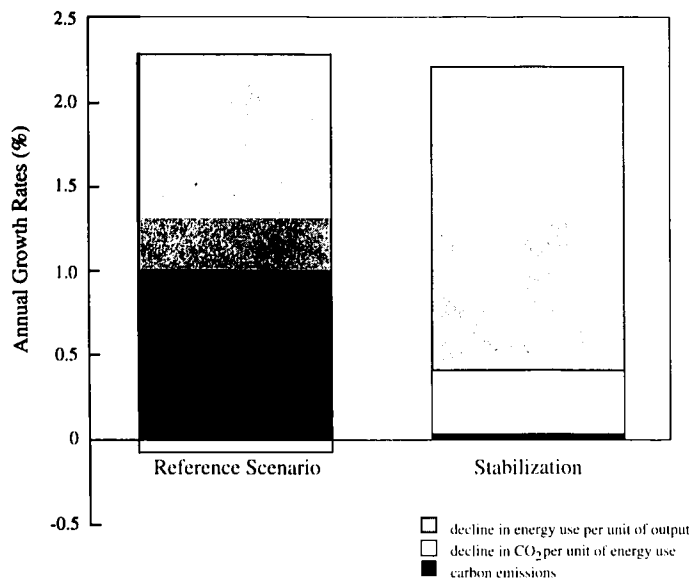 Annual Growth Rates (%)
2.5
2.0
1.5
1.0
0.5
0
-0.5
Reference Scenario
Stabilization
decline in energy use per unit of output
decline in CO2 per unit of energy use
carbon emissions